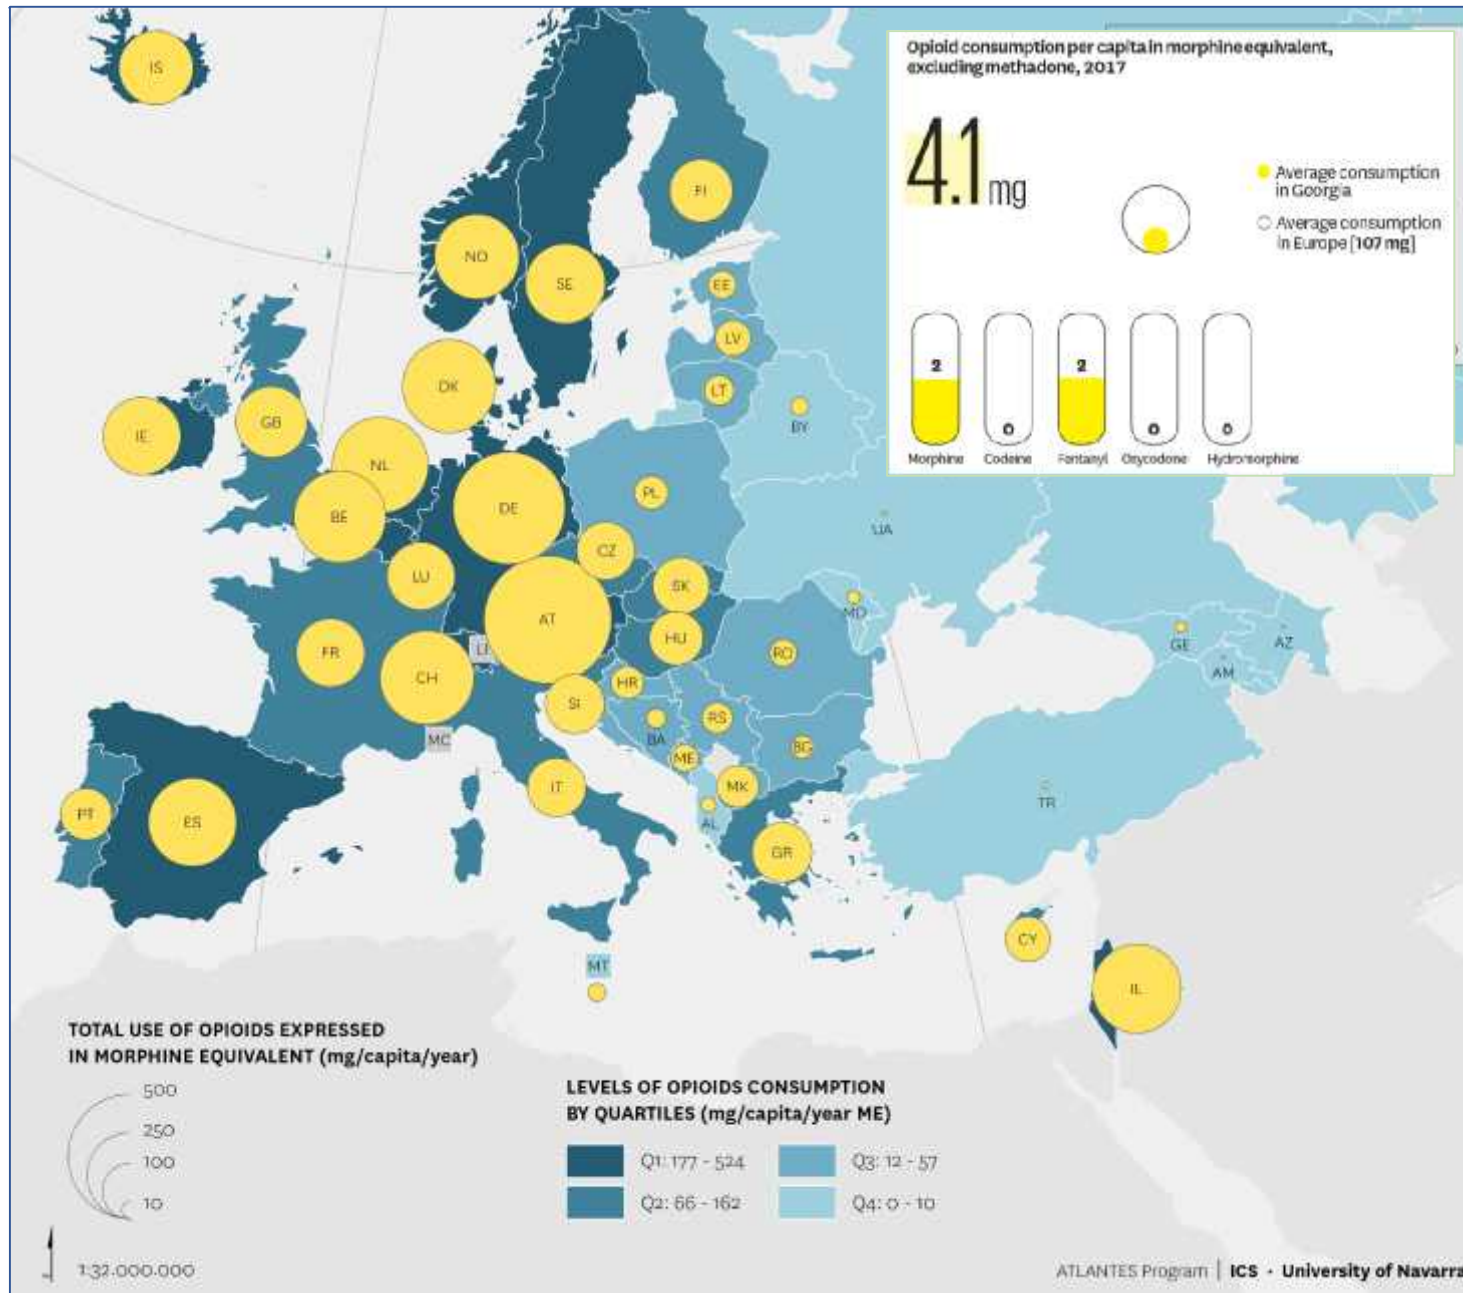 Opioid consumption per capita in morphine equivalent,
excluding methadone, 2017
4.1 mg
Average consumption
in Georgia
Average consumption
in Europe [107 mg]
2
0
2
0
0
Morphine Codeine Fentanyl Oxycodone Hydromorphine
IS
FI
NO
SE
EE
LV
DK
LT
BY
GB
IE
NL
PL
DE
BE
UA
CZ
LU
SK
MD
AT
HU
GE
AZ
LI
FR
RO
AM
CH
HR
SI
RS
BA
MC
BG
ME
IT
MK
TR
PT
ES
AL
GR
CY
MT
IL
TOTAL USE OF OPIOIDS EXPRESSED
IN MORPHINE EQUIVALENT (mg/capita/year)
500
250
100
10
1:32.000.000
LEVELS OF OPIOIDS CONSUMPTION
BY QUARTILES (mg/capita/year ME)
Q1: 177 - 524
Q2: 66 - 162
Q3: 12 - 57
Q4: 0 - 10
ATLANTES Program | ICS · University of Navarra